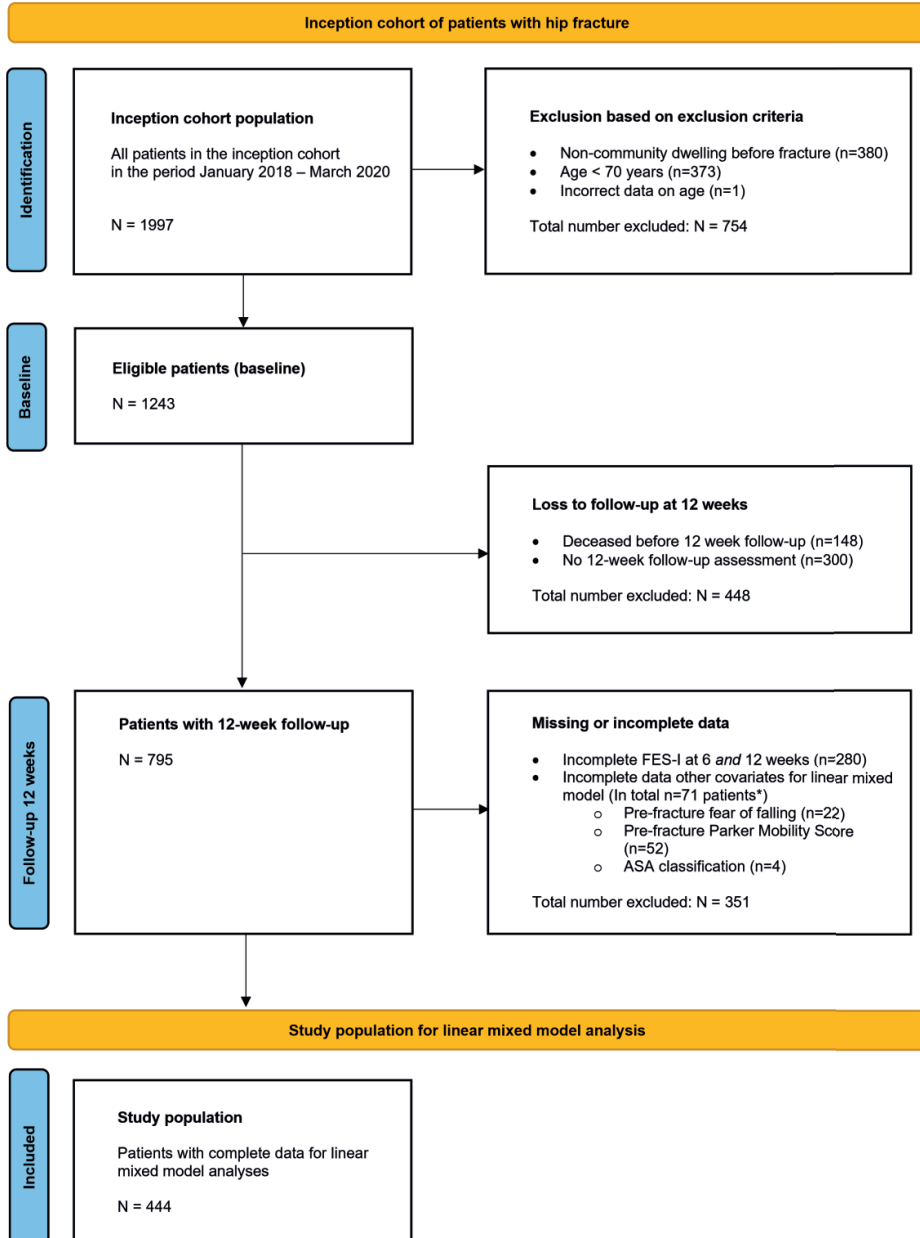 Inception cohort of patients with hip fracture
Identification
Inception cohort population
All patients in the inception cohort
in the period January 2018 – March 2020
N = 1997
Exclusion based on exclusion criteria
• Non-community dwelling before fracture (n=380)
• Age < 70 years (n=373)
• Incorrect data on age (n=1)
Total number excluded: N = 754
Baseline
Eligible patients (baseline)
N = 1243
Loss to follow-up at 12 weeks
• Deceased before 12 week follow-up (n=148)
• No 12-week follow-up assessment (n=300)
Total number excluded: N = 448
Follow-up 12 weeks
Patients with 12-week follow-up
N = 795
Missing or incomplete data
• Incomplete FES-I at 6 and 12 weeks (n=280)
• Incomplete data other covariates for linear mixed
model (In total n=71 patients*)
o Pre-fracture fear of falling (n=22)
o Pre-fracture Parker Mobility Score
(n=52)
o ASA classification (n=4)
Total number excluded: N = 351
Study population for linear mixed model analysis
Included
Study population
Patients with complete data for linear
mixed model analyses
N = 444